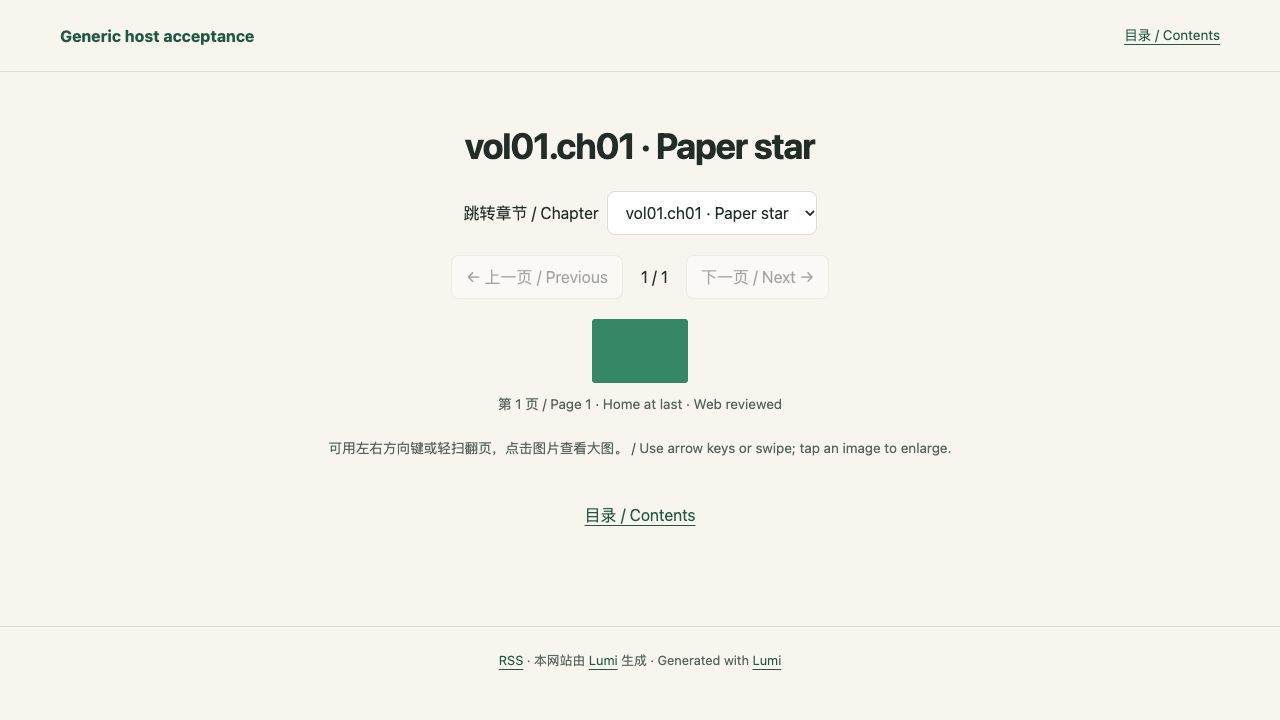 Generic host acceptance
目录 / Contents
vol01.ch01 · Paper star
跳转章节 / Chapter
vol01.ch01 · Paper star
← 上一页 / Previous
1 / 1
下一页 / Next →
第 1 页 / Page 1 · Home at last · Web reviewed
可用左右方向键或轻扫翻页，点击图片查看大图。 / Use arrow keys or swipe; tap an image to enlarge.
目录 / Contents
RSS · 本网站由 Lumi 生成 · Generated with Lumi